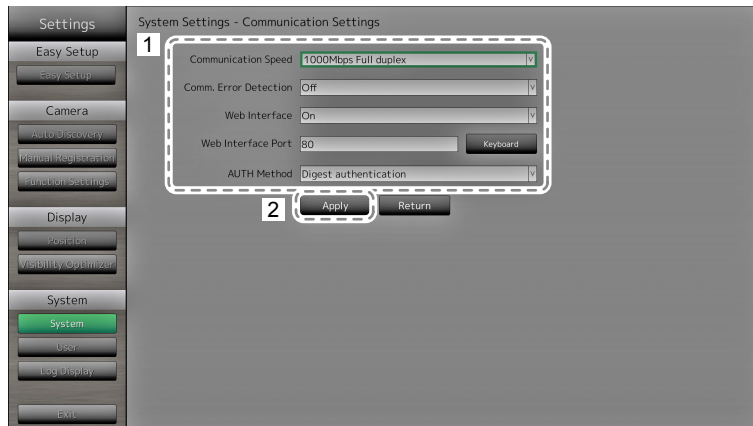 Settings
Easy Setup
Easy Setup
Camera
Auto Discovery
Manual Registration
Function Settings
Display
Position
Visibility Optimizer
System
System
User
Log Display
Exit
System Settings - Communication Settings
1
Communication Speed 1000Mbps Full duplex
Comm. Error Detection Off
Web Interface On
Web Interface Port 80 Keyboard
AUTH Method Digest authentication
2 Apply Return